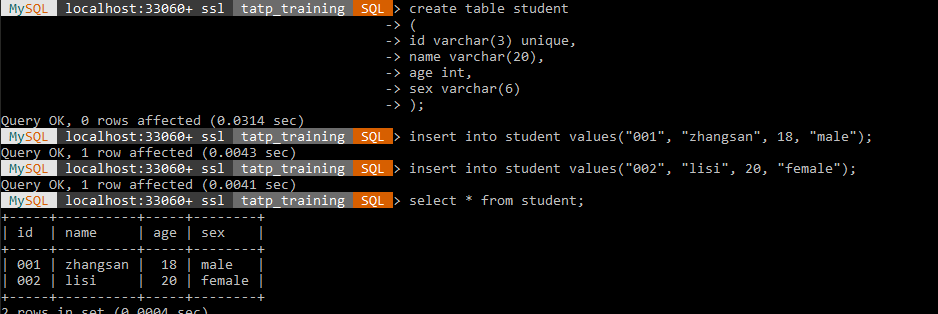 MySQL localhost:33060+ ssl tatp_training SQL > create table student
-> (
-> id varchar(3) unique,
-> name varchar(20),
-> age int,
-> sex varchar(6)
-> );
Query OK, 0 rows affected (0.0314 sec)
MySQL localhost:33060+ ssl tatp_training SQL > insert into student values("001", "zhangsan", 18, "male");
Query OK, 1 row affected (0.0043 sec)
MySQL localhost:33060+ ssl tatp_training SQL > insert into student values("002", "lisi", 20, "female");
Query OK, 1 row affected (0.0041 sec)
MySQL localhost:33060+ ssl tatp_training SQL > select * from student;
+-----+----------+-----+--------+
| id | name | age | sex |
+-----+----------+-----+--------+
| 001 | zhangsan | 18 | male |
| 002 | lisi | 20 | female |
+-----+----------+-----+--------+
2 rows in set (0.0004 sec)